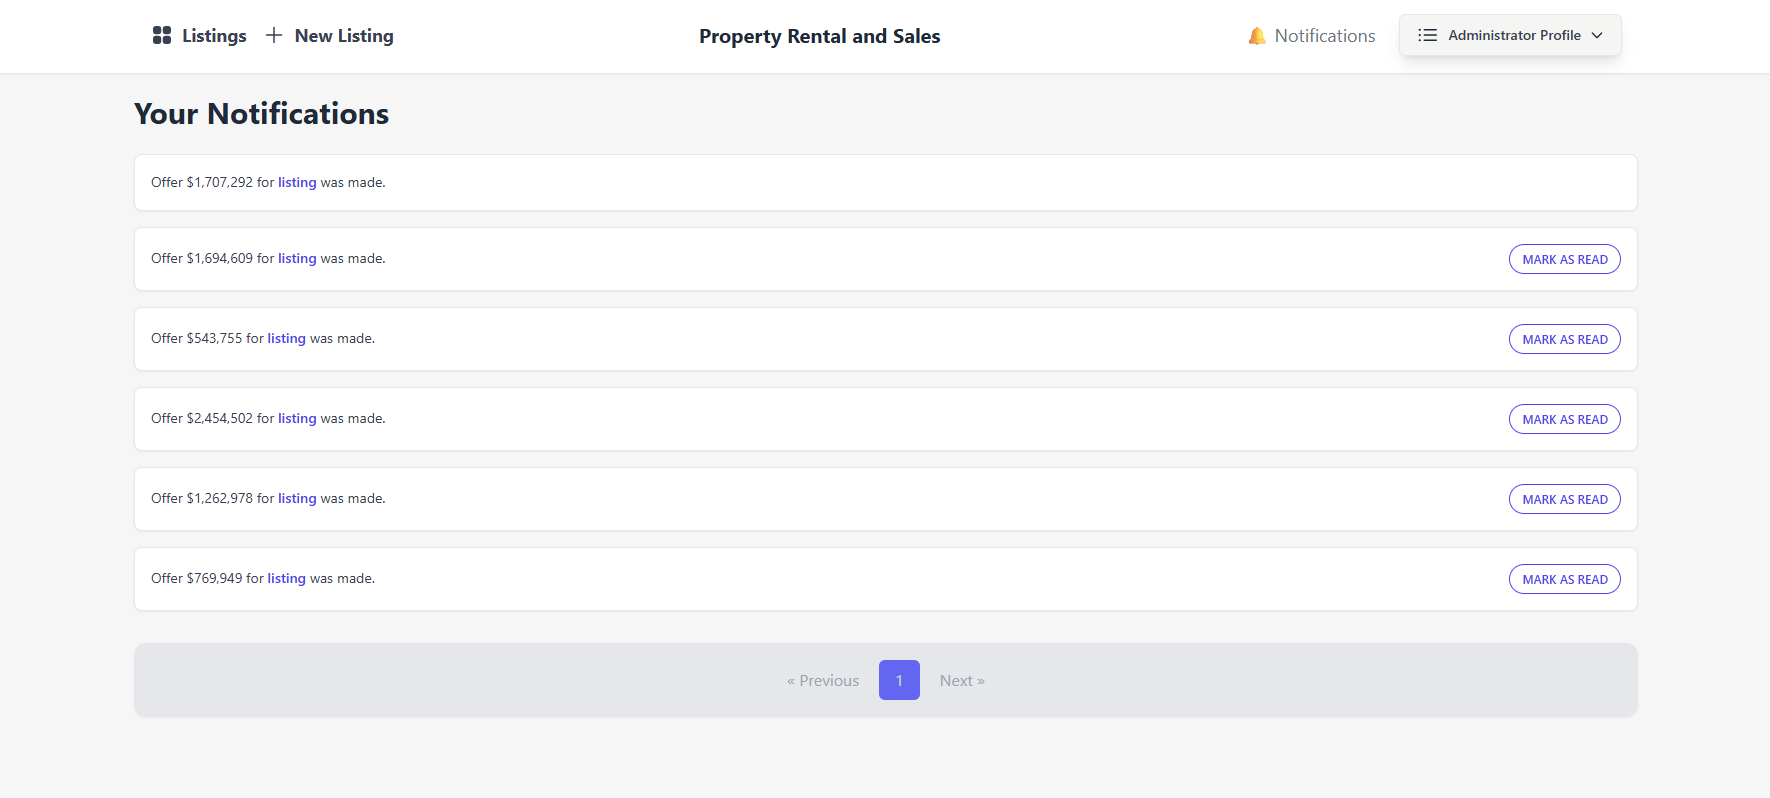 Listings New Listing Property Rental and Sales Notifications Administrator Profile
Your Notifications
Offer $1,707,292 for listing was made.
Offer $1,694,609 for listing was made. MARK AS READ
Offer $543,755 for listing was made. MARK AS READ
Offer $2,454,502 for listing was made. MARK AS READ
Offer $1,262,978 for listing was made. MARK AS READ
Offer $769,949 for listing was made. MARK AS READ
« Previous 1 Next »